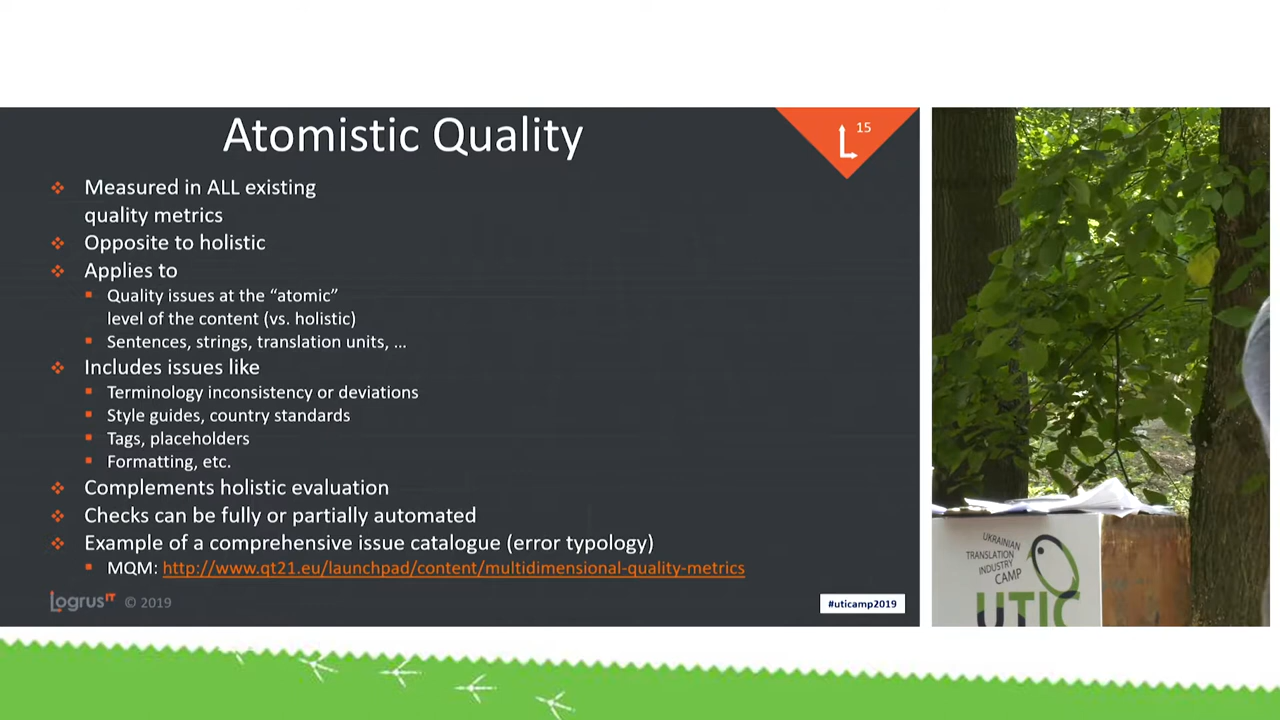 Atomistic Quality
15
❖ Measured in ALL existing
quality metrics
❖ Opposite to holistic
❖ Applies to
▪ Quality issues at the “atomic”
level of the content (vs. holistic)
▪ Sentences, strings, translation units, …
❖ Includes issues like
▪ Terminology inconsistency or deviations
▪ Style guides, country standards
▪ Tags, placeholders
▪ Formatting, etc.
❖ Complements holistic evaluation
❖ Checks can be fully or partially automated
❖ Example of a comprehensive issue catalogue (error typology)
▪ MQM: http://www.qt21.eu/launchpad/content/multidimensional-quality-metrics
LogrusIT © 2019
#uticamp2019
UKRAINIAN
TRANSLATION
INDUSTRY
CAMP
UTIC